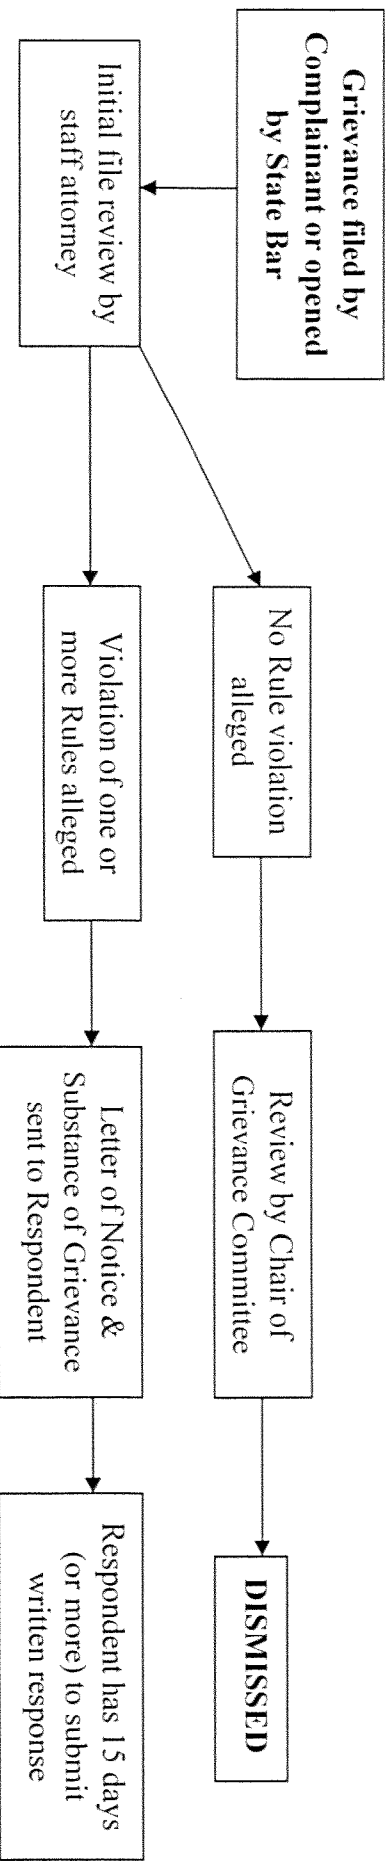 Grievance filed by
Complainant or opened
by State Bar
Initial file review by
staff attorney
No Rule violation
alleged
Review by Chair of
Grievance Committee
DISMISSED
Violation of one or
more Rules alleged
Letter of Notice &
Substance of Grievance
sent to Respondent
Respondent has 15 days
(or more) to submit
written response